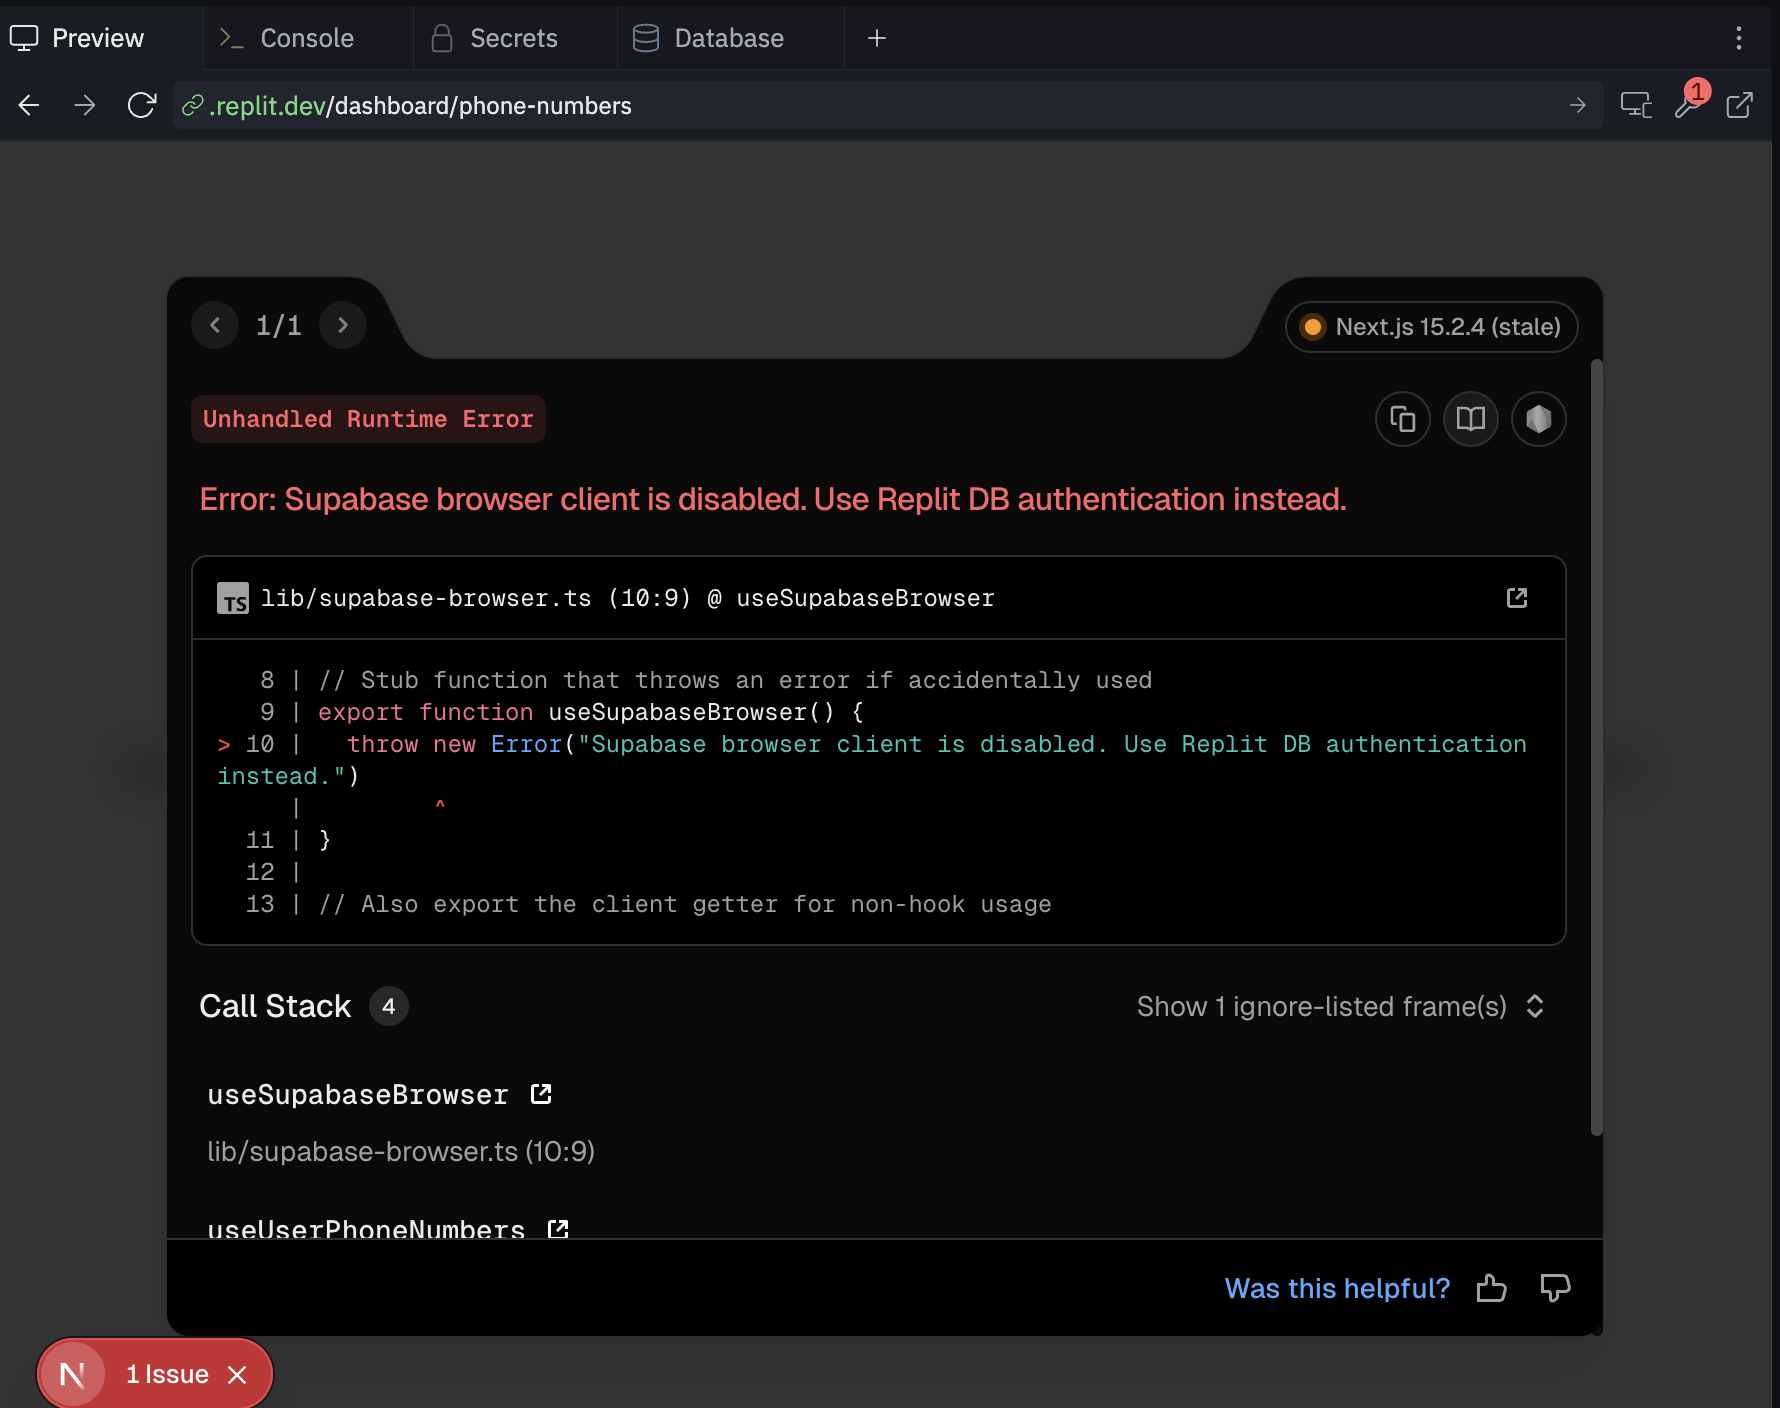 Preview
Console
Secrets
Database
.replit.dev/dashboard/phone-numbers
1
1/1
Next.js 15.2.4 (stale)
Unhandled Runtime Error
Error: Supabase browser client is disabled. Use Replit DB authentication instead.
TS lib/supabase-browser.ts (10:9) @ useSupabaseBrowser
8 | // Stub function that throws an error if accidentally used
9 | export function useSupabaseBrowser() {
> 10 |   throw new Error("Supabase browser client is disabled. Use Replit DB authentication
instead.")
|         ^
11 | }
12 |
13 | // Also export the client getter for non-hook usage
Call Stack 4
Show 1 ignore-listed frame(s)
useSupabaseBrowser
lib/supabase-browser.ts (10:9)
useUserPhoneNumbers
Was this helpful?
N 1 Issue